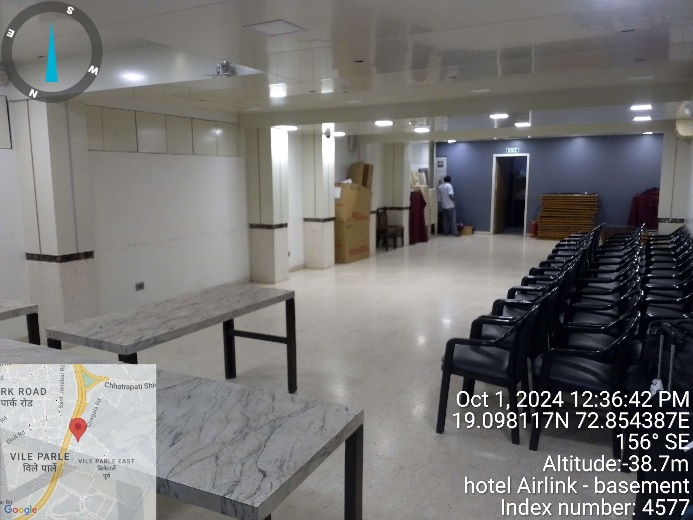 S
E
W
N
RK ROAD
पार्क रोड
Chhatrapati Shiv
VILE PARLE
विले पार्ले
VILE PARLE EAST
विलेपार्ले
पूर्व
Google
Oct 1, 2024 12:36:42 PM
19.098117N 72.854387E
156° SE
Altitude:-38.7m
hotel Airlink - basement
Index number: 4577